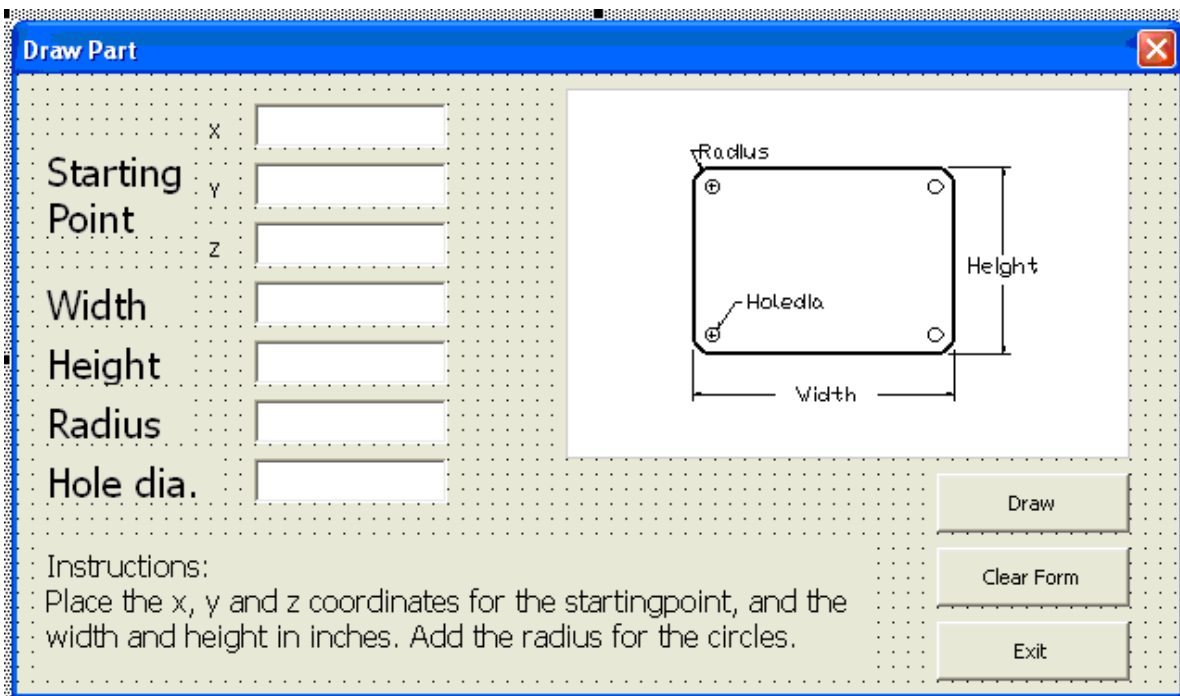 Draw Part
X
Starting
Point
Y
Z
Width
Height
Radius
Hole dia.
Radius
Height
Holedia
Width
Draw
Clear Form
Exit
Instructions:
Place the x, y and z coordinates for the startingpoint, and the
width and height in inches. Add the radius for the circles.